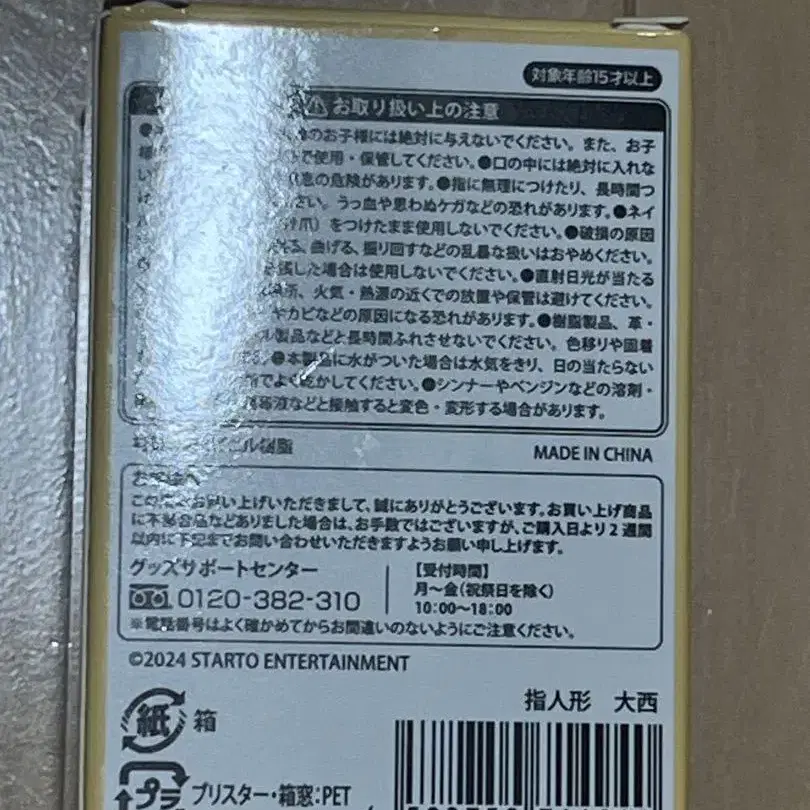 対象年齢15才以上
⚠お取り扱い上の注意
のお子様には絶対に与えないでください。また、お子
で使用・保管してください。●口の中には絶対に入れな
の危険があります。●指に無理につけたり、長時間つ
さい。うっ血や思わぬケガなどの恐れがあります。●ネイ
爪）をつけたまま使用しないでください。●破損の原因
る、曲げる、振り回すなどの乱暴な扱いはおやめください。
した場合は使用しないでください。●直射日光が当たる
所、火気・熱源の近くでの放置や保管は避けてください。
やカビなどの原因になる恐れがあります。●樹脂製品、革・
製品などと長時間ふれさせないでください。色移りや固着
●本製品に水がついた場合は水気をきり、日の当たらない
でよく乾かしてください。●シンナーやベンジンなどの溶剤・
液などと接触すると変色・変形する場合があります。
樹脂
MADE IN CHINA
お客様へ
この度はお買い上げいただきまして、誠にありがとうございます。お買い上げ商品
に不都合品などありました場合は、お手数ではございますが、ご購入日より2週間
以内に下記までお問い合わせいただきますようお願い申し上げます。
グッズサポートセンター
0120-382-310
【受付時間】
月～金(祝祭日を除く)
10:00～18:00
※電話番号はよく確かめてからお間違いのないようにご注意ください。
©2024 STARTO ENTERTAINMENT
指人形 大西
紙 箱
プラ
ブリスター・箱窓:PET